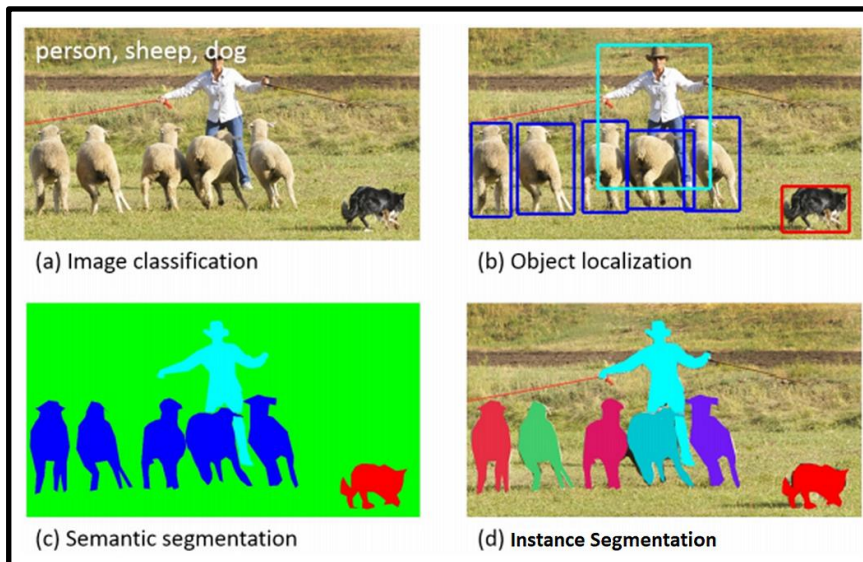 person, sheep, dog
(a) Image classification
(b) Object localization
(c) Semantic segmentation
(d) Instance Segmentation